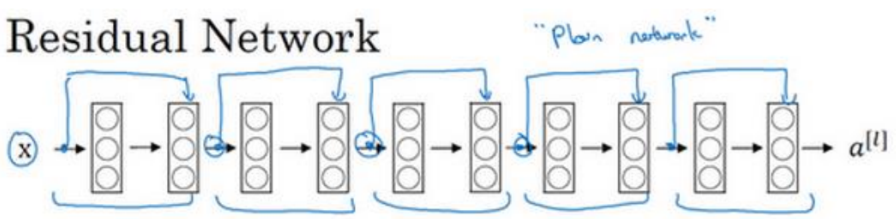 Residual Network
"Plain network"
x
a[l]